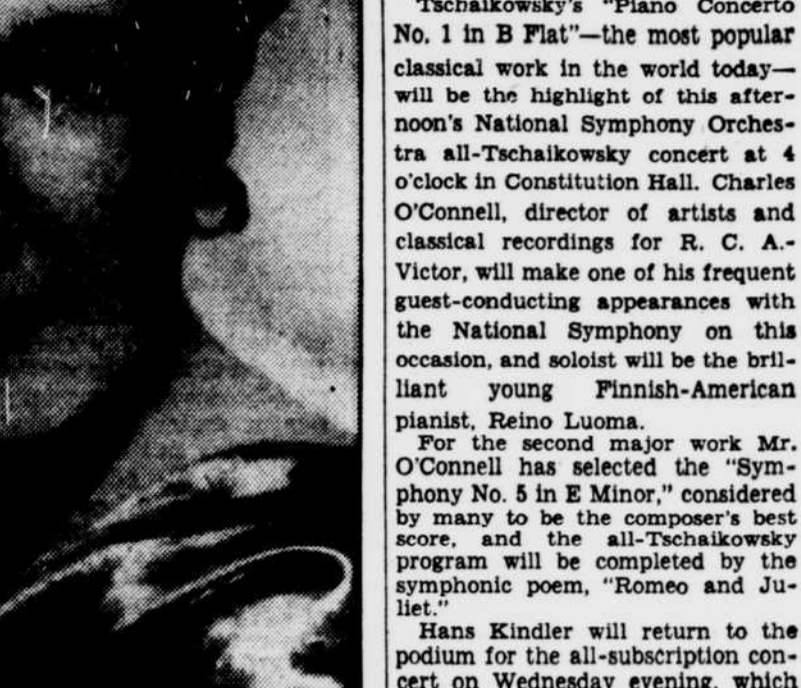 Tschaikowsky's "Piano Concerto
No. 1 in B Flat"—the most popular
classical work in the world today—
will be the highlight of this after-
noon's National Symphony Orches-
tra all-Tschaikowsky concert at 4
o'clock in Constitution Hall. Charles
O'Connell, director of artists and
classical recordings for R. C. A.-
Victor, will make one of his frequent
guest-conducting appearances with
the National Symphony on this
occasion, and soloist will be the bril-
liant young Finnish-American
pianist, Reino Luoma.
For the second major work Mr.
O'Connell has selected the "Sym-
phony No. 5 in E Minor," considered
by many to be the composer's best
score, and the all-Tschaikowsky
program will be completed by the
symphonic poem, "Romeo and Ju-
liet."
Hans Kindler will return to the
podium for the all-subscription con-
cert on Wednesday evening, which